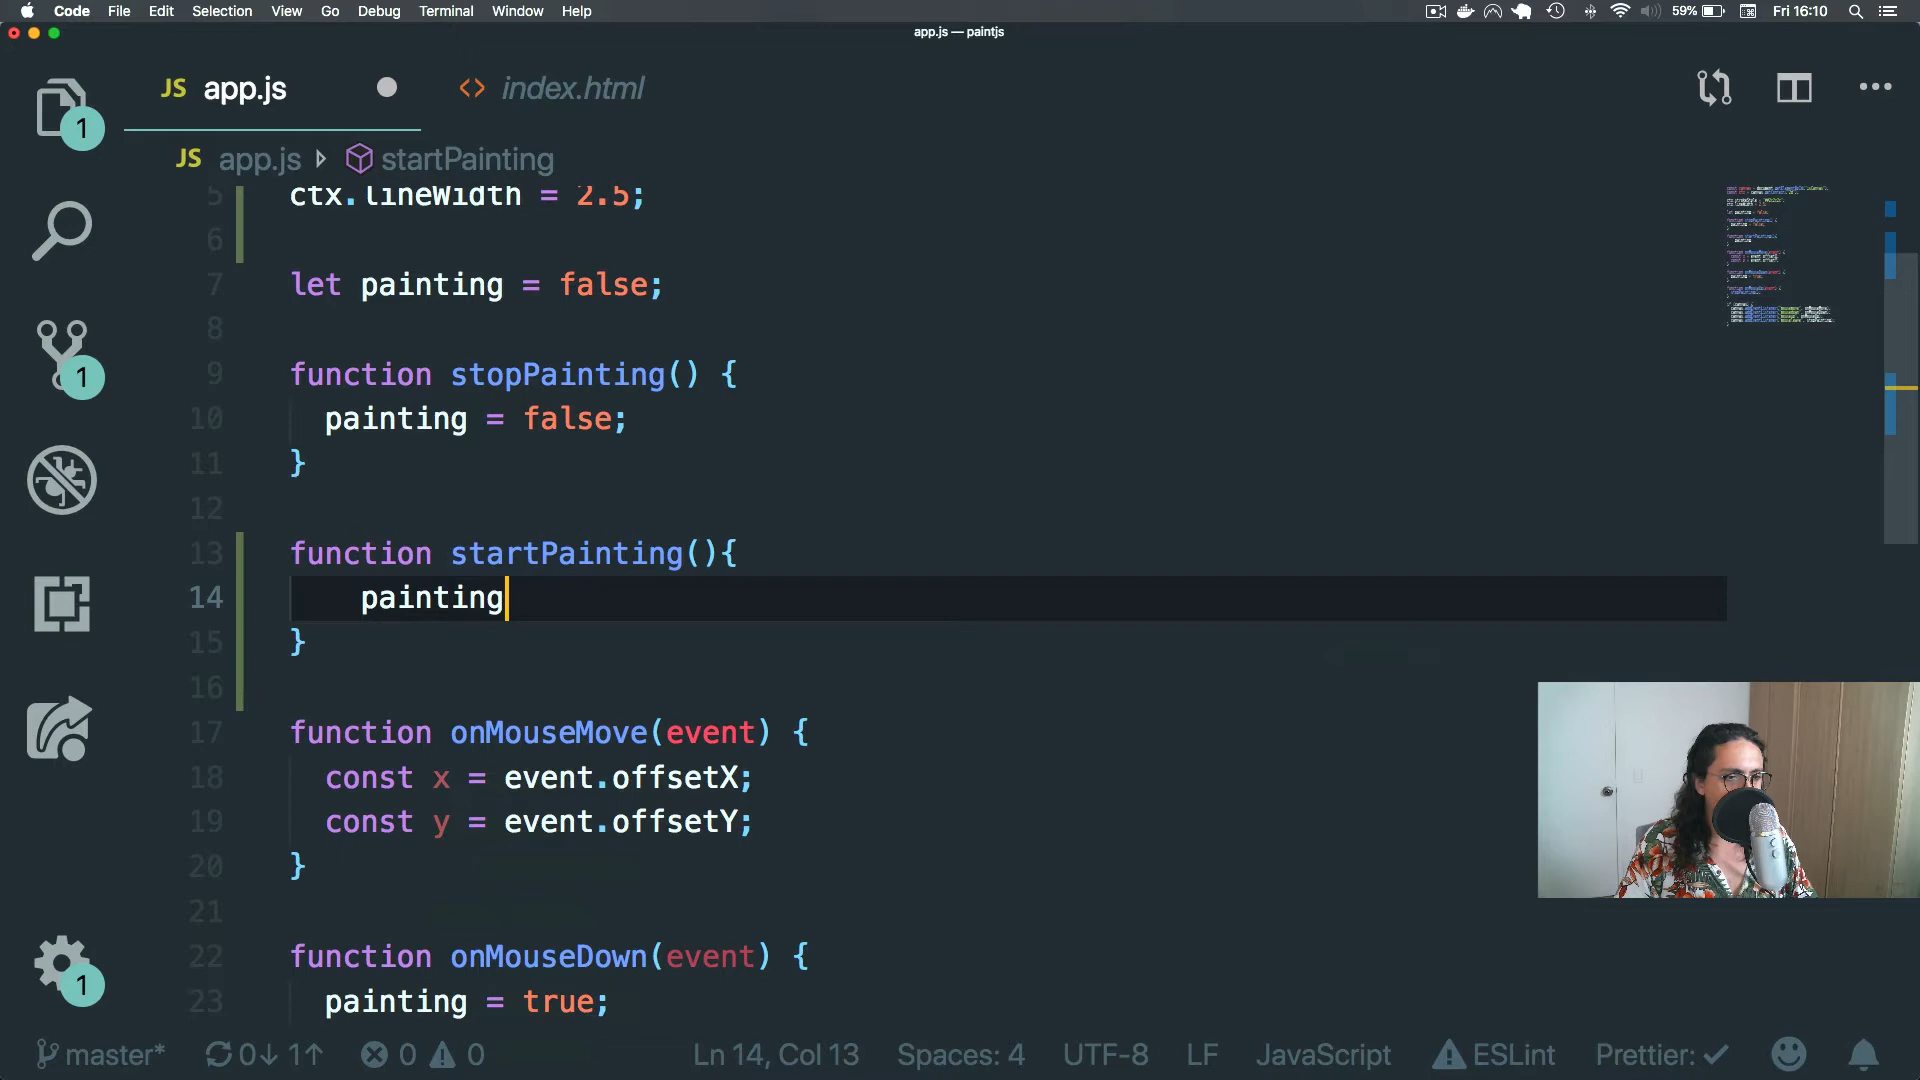 Code File Edit Selection View Go Debug Terminal Window Help 59% Fri 16:10
app.js — paintjs
JS app.js <> index.html
1
JS app.js startPainting
5 ctx.lineWidth = 2.5;
6
7 let painting = false;
8
9 function stopPainting() {
10 painting = false;
11 }
12
13 function startPainting(){
14 painting
15 }
16
17 function onMouseMove(event) {
18 const x = event.offsetX;
19 const y = event.offsetY;
20 }
21
22 function onMouseDown(event) {
23 painting = true;
1
1
master* 0↓ 1↑ 0 0 Ln 14, Col 13 Spaces: 4 UTF-8 LF JavaScript ESLint Prettier: ✓